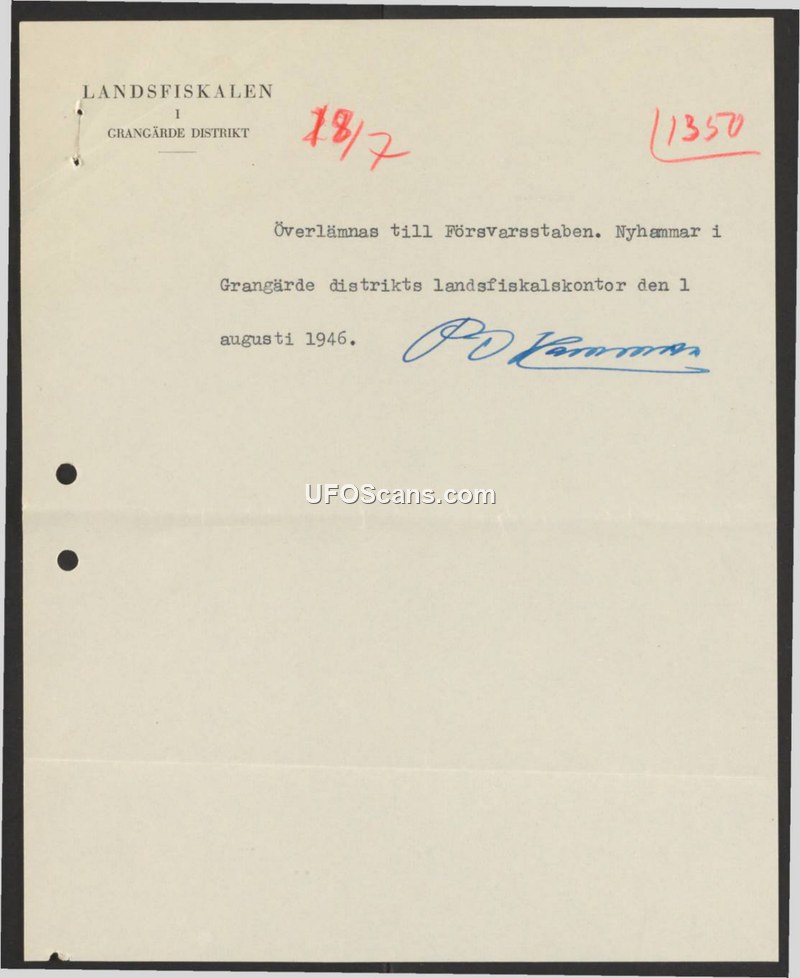 LANDSFISKALEN
I
GRANGÄRDE DISTRIKT
18/7
1350
Överlämnas till Försvarsstaben. Nyhammar i
Grangärde distrikts landsfiskalskontor den 1
augusti 1946.
UFOScans.com